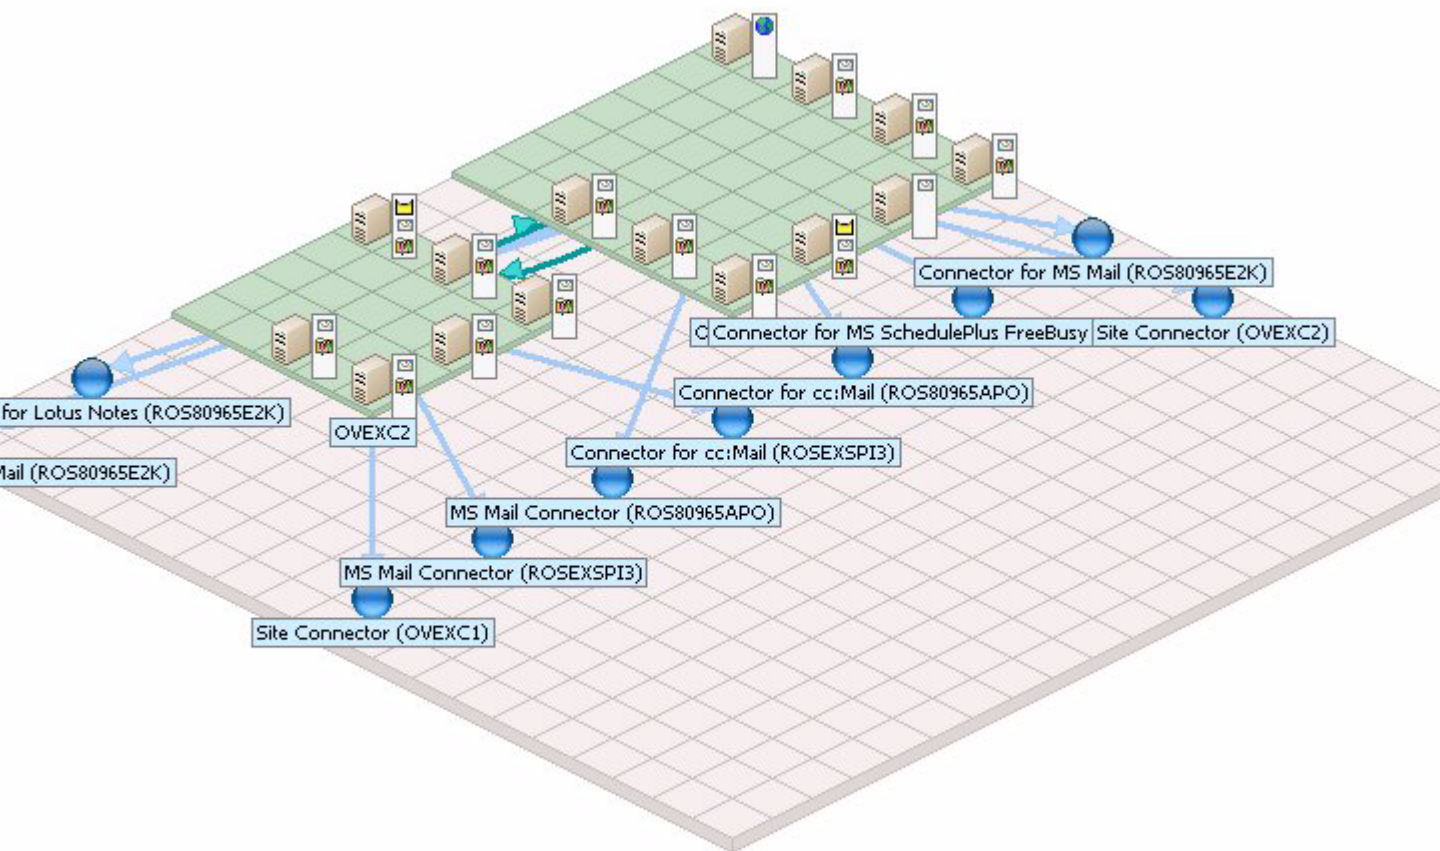 Connector for MS Mail (ROS80965E2K)
C
Connector for MS SchedulePlus FreeBusy
Site Connector (OVEXC2)
Connector for cc:Mail (ROS80965APO)
for Lotus Notes (ROS80965E2K)
OVEXC2
Connector for cc:Mail (ROSEXSPI3)
Mail (ROS80965E2K)
MS Mail Connector (ROS80965APO)
MS Mail Connector (ROSEXSPI3)
Site Connector (OVEXC1)